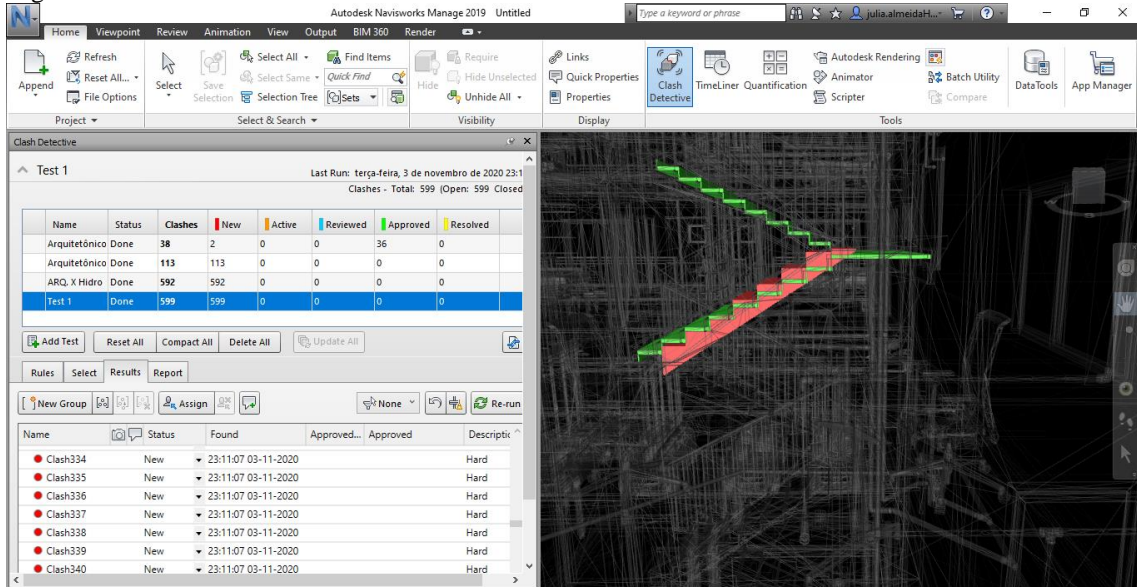 Autodesk Navisworks Manage 2019 Untitled
Type a keyword or phrase
julia.almeidaH...
Home Viewpoint Review Animation View Output BIM 360 Render
Append
Refresh
Reset All...
File Options
Project
Select
Save Selection
Select All
Select Same
Selection Tree
Find Items
Quick Find
Sets
Select & Search
Hide
Require
Hide Unselected
Unhide All
Visibility
Links
Quick Properties
Properties
Display
Clash Detective
TimeLiner
Quantification
Autodesk Rendering
Animator
Scripter
Batch Utility
Compare
DataTools
App Manager
Tools
Clash Detective
Test 1
Last Run: terça-feira, 3 de novembro de 2020 23:1
Clashes - Total: 599 (Open: 599 Closed
Name Status Clashes New Active Reviewed Approved Resolved
Arquitetônico Done 38 2 0 0 36 0
Arquitetônico Done 113 113 0 0 0 0
ARQ. X Hidro Done 592 592 0 0 0 0
Test 1 Done 599 599 0 0 0 0
Add Test Reset All Compact All Delete All Update All
Rules Select Results Report
New Group Assign None Re-run
Name Status Found Approved... Approved Descriptic
Clash334 New 23:11:07 03-11-2020 Hard
Clash335 New 23:11:07 03-11-2020 Hard
Clash336 New 23:11:07 03-11-2020 Hard
Clash337 New 23:11:07 03-11-2020 Hard
Clash338 New 23:11:07 03-11-2020 Hard
Clash339 New 23:11:07 03-11-2020 Hard
Clash340 New 23:11:07 03-11-2020 Hard